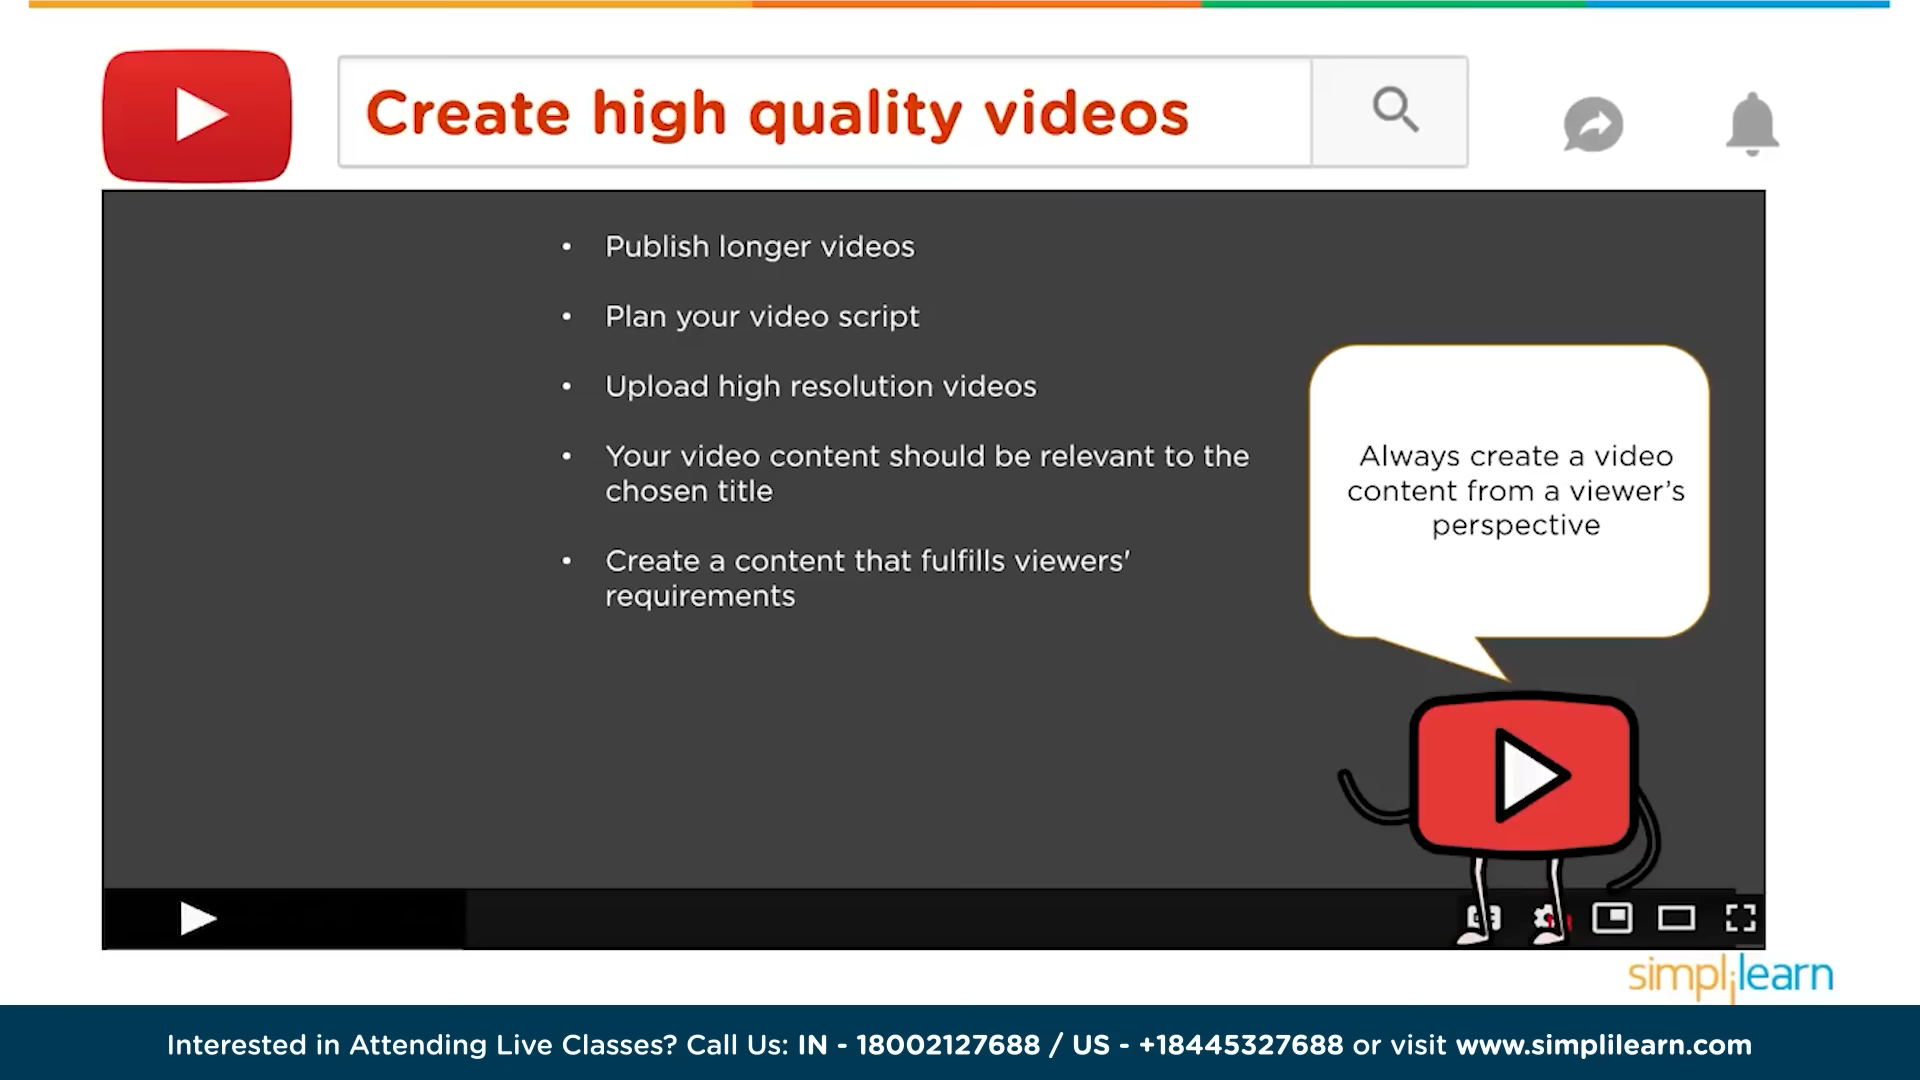 Create high quality videos
• Publish longer videos
• Plan your video script
• Upload high resolution videos
• Your video content should be relevant to the
chosen title
• Create a content that fulfills viewers'
requirements
Always create a video
content from a viewer’s
perspective
simplilearn
Interested in Attending Live Classes? Call Us: IN - 18002127688 / US - +18445327688 or visit www.simplilearn.com